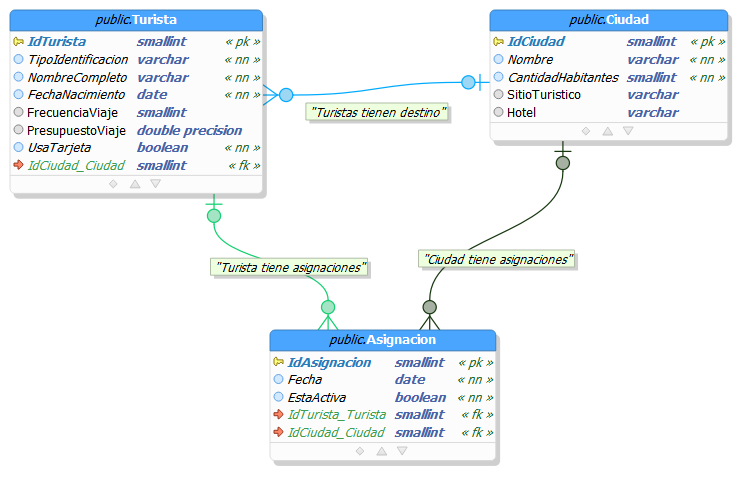 public.Turista
IdTurista smallint « pk »
TipoIdentificacion varchar « nn »
NombreCompleto varchar « nn »
FechaNacimiento date « nn »
FrecuenciaViaje smallint
PresupuestoViaje double precision
UsaTarjeta boolean « nn »
IdCiudad_Ciudad smallint « fk »
public.Ciudad
IdCiudad smallint « pk »
Nombre varchar « nn »
CantidadHabitantes smallint « nn »
SitioTuristico varchar
Hotel varchar
"Turistas tienen destino"
"Turista tiene asignaciones"
"Ciudad tiene asignaciones"
public.Asignacion
IdAsignacion smallint « pk »
Fecha date « nn »
EstaActiva boolean « nn »
IdTurista_Turista smallint « fk »
IdCiudad_Ciudad smallint « fk »